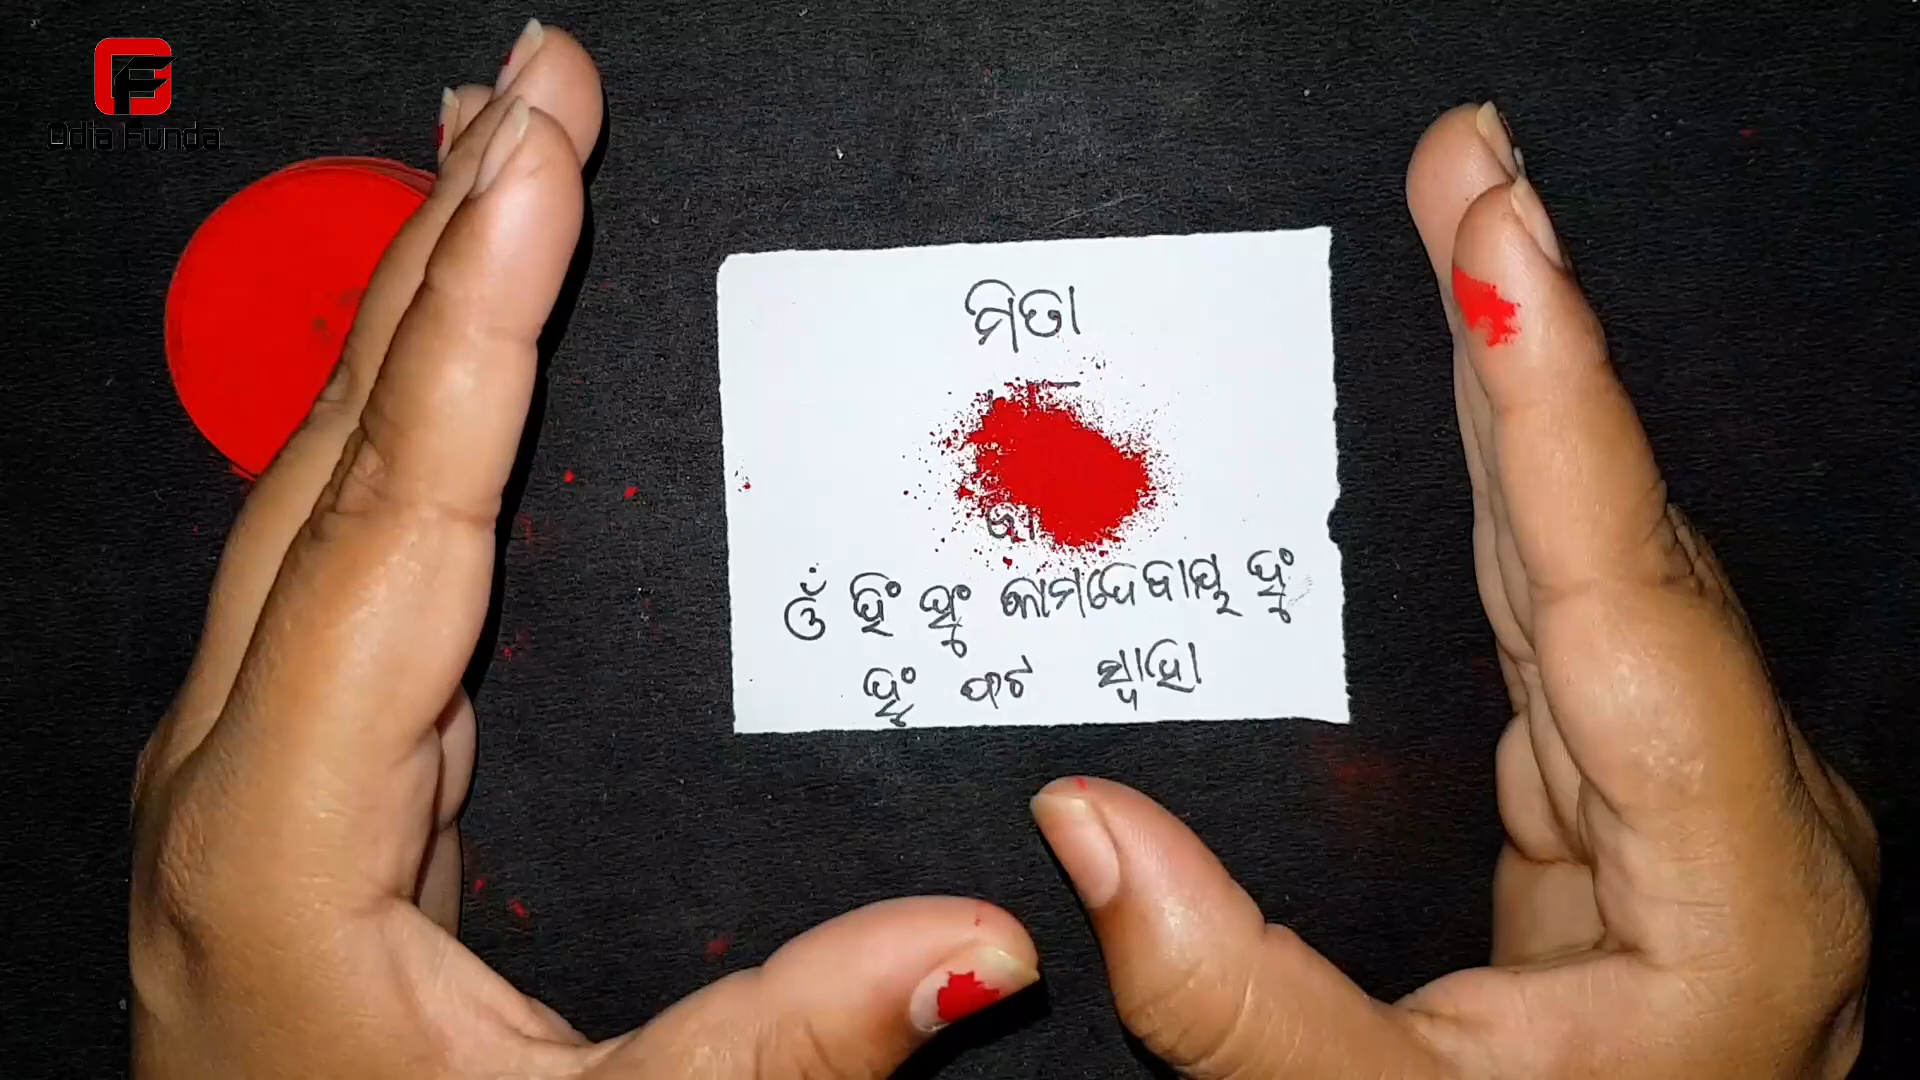 Odia Funda
ମିତା
ଓଁ ହିଂ ହୁଂ କାମଦେବାୟ ହୁଂ
ହୁଂ ଫଟ ସ୍ୱାହା